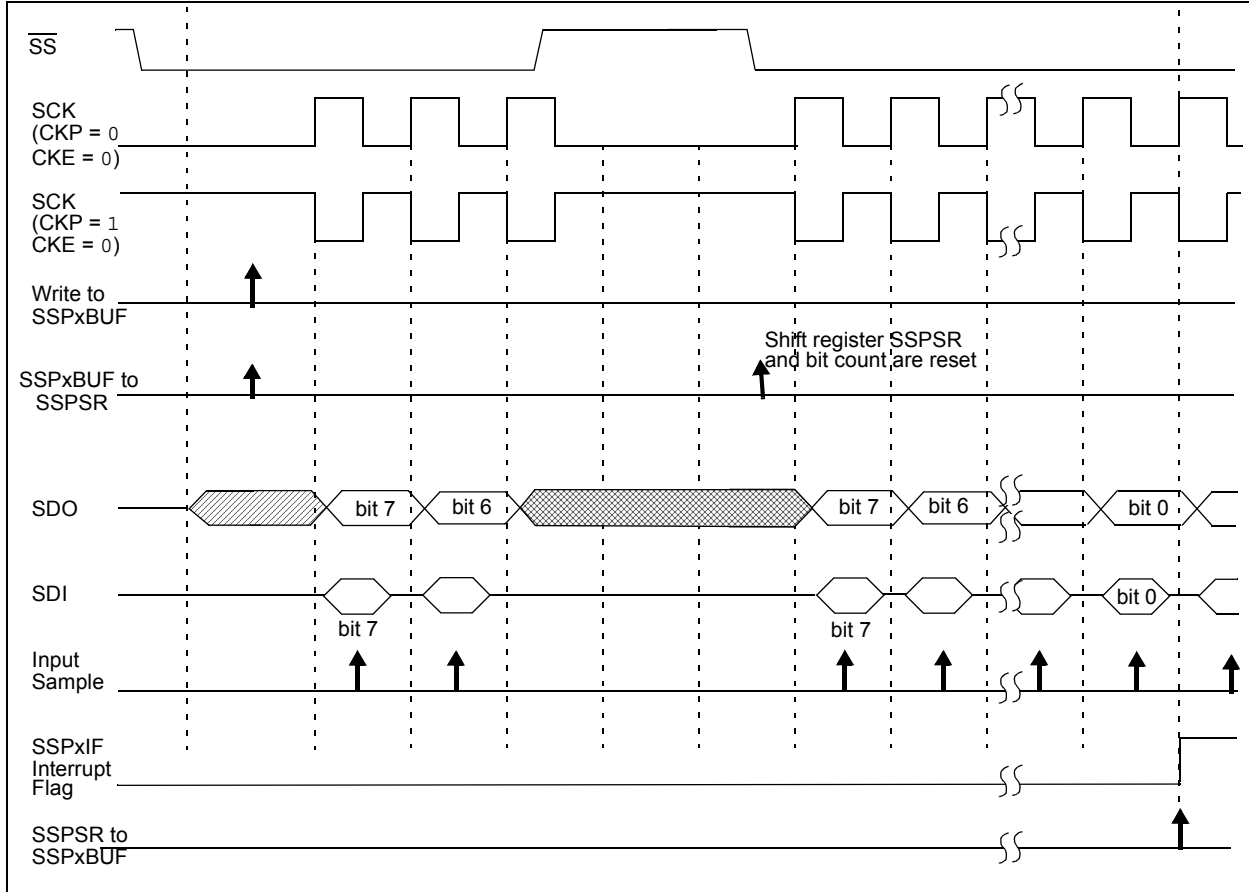 SS
SCK
(CKP = 0
CKE = 0)
SCK
(CKP = 1
CKE = 0)
Write to
SSPxBUF
Shift register SSPSR
and bit count are reset
SSPxBUF to
SSPSR
SDO
bit 7
bit 6
bit 7
bit 6
bit 0
SDI
bit 0
bit 7
bit 7
Input
Sample
SSPxIF
Interrupt
Flag
SSPSR to
SSPxBUF